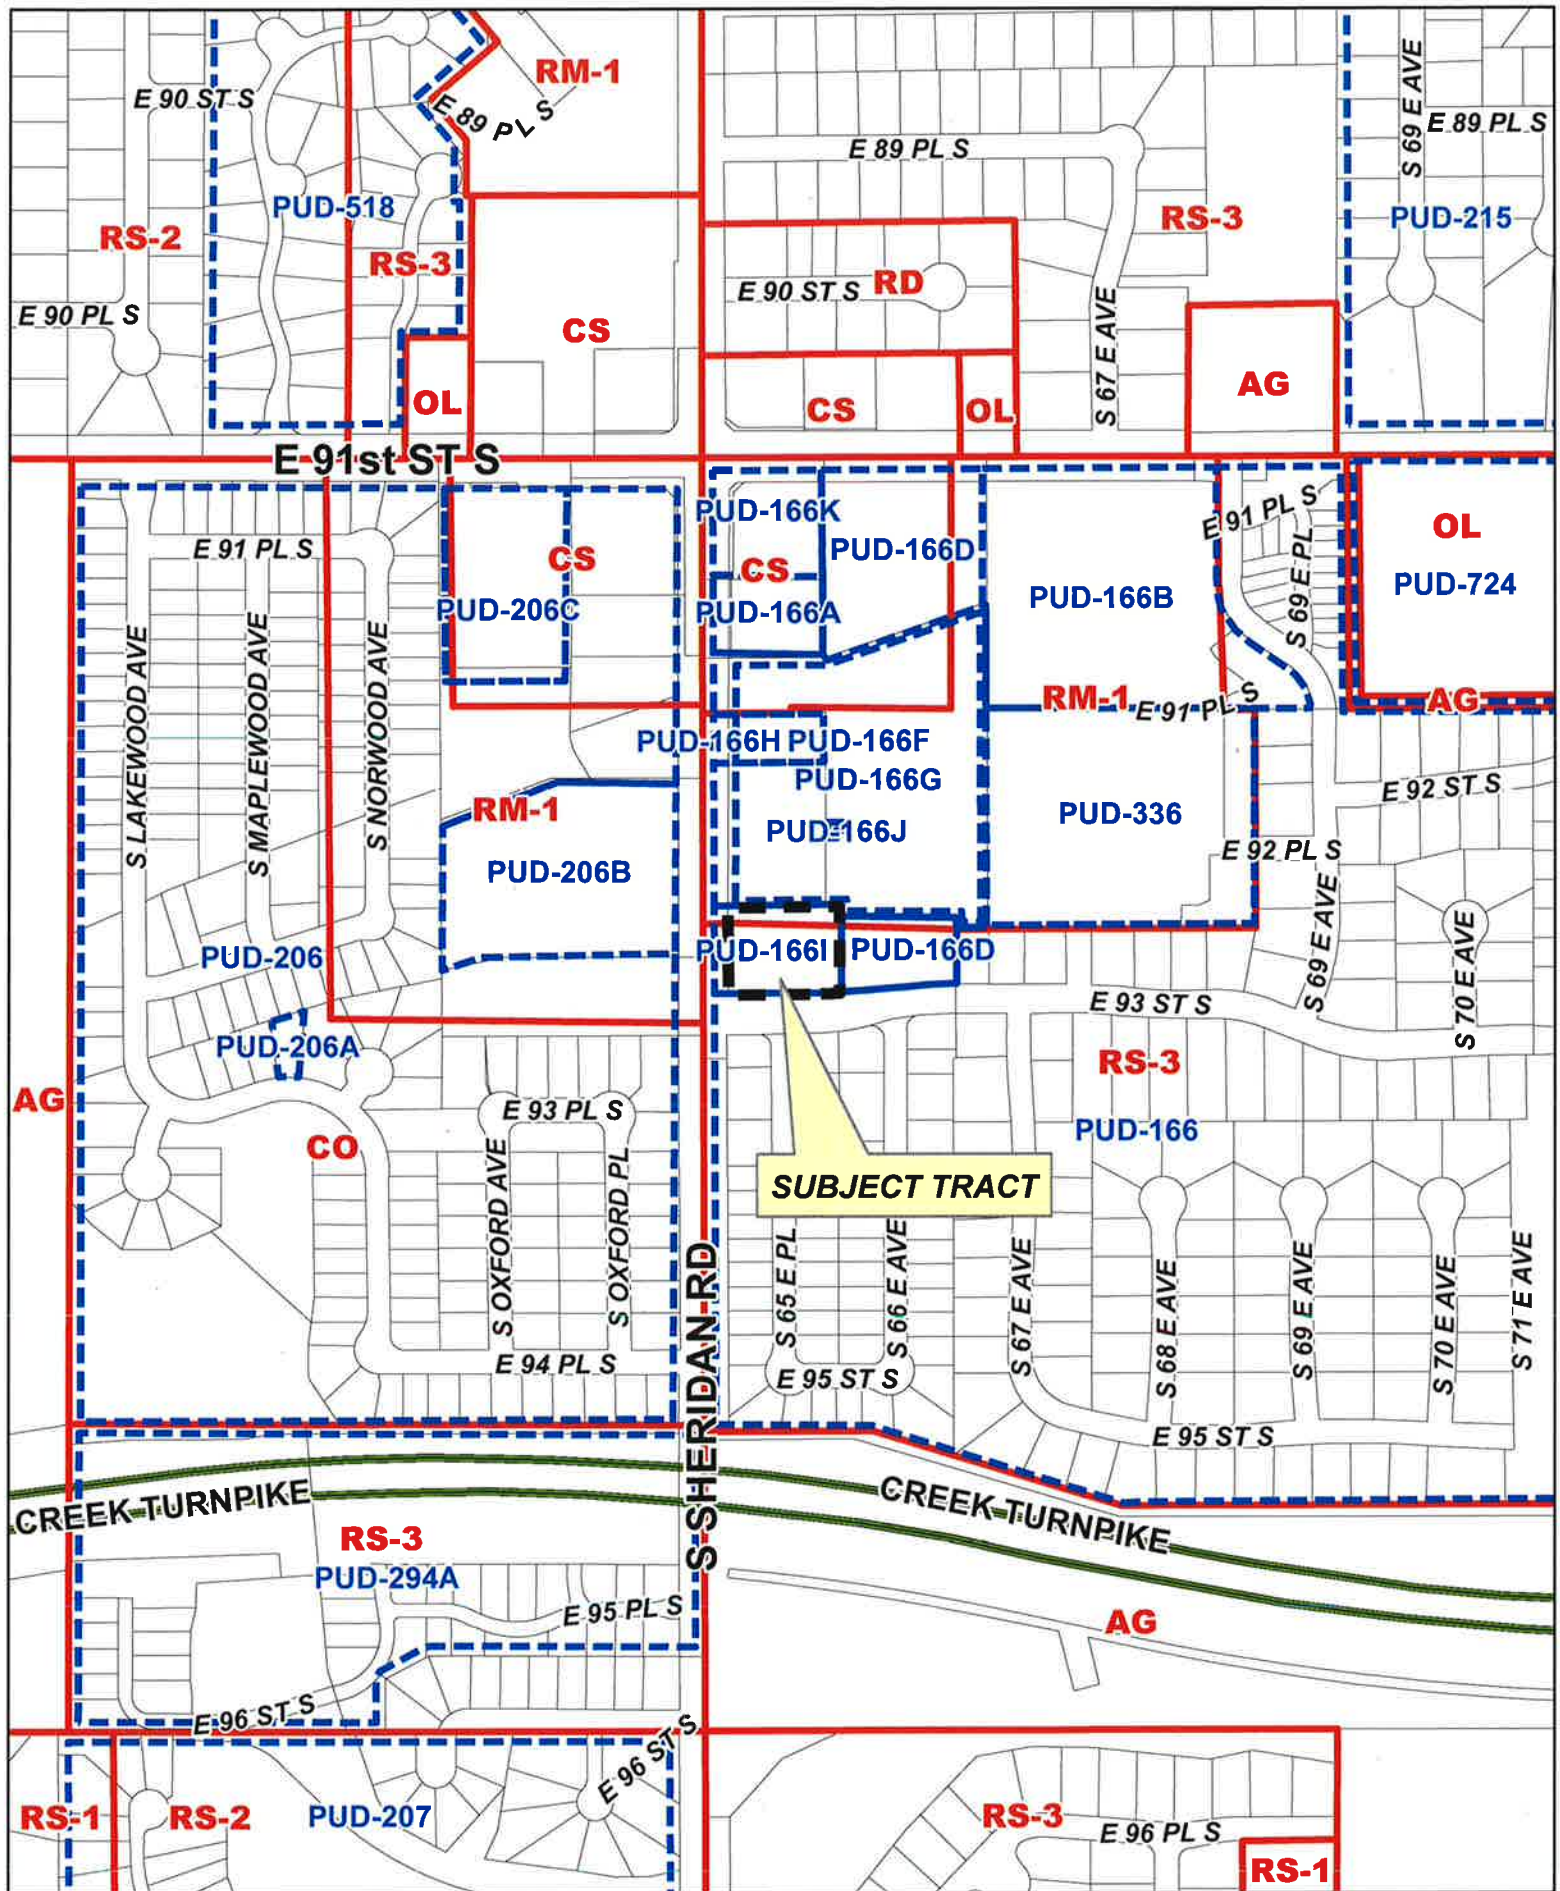 RM-1
E 90 ST S
E 89 PL S
E 89 PL S
S 69 E AVE
E 89 PL S
PUD-518
RS-2
RS-3
RS-3
PUD-215
E 90 PL S
E 90 ST S
RD
CS
S 67 E AVE
OL
CS
OL
AG
E 91st ST S
PUD-166K
E 91 PL S
OL
E 91 PL S
CS
CS
PUD-166D
PUD-206C
PUD-166A
PUD-166B
S 69 E PL
PUD-724
S LAKEWOOD AVE
S MAPLEWOOD AVE
S NORWOOD AVE
RM-1
E 91 PL S
AG
PUD-166H
PUD-166F
PUD-166G
RM-1
PUD-166J
PUD-336
E 92 ST S
E 92 PL S
PUD-206B
PUD-206
PUD-166I
PUD-166D
S 69 E AVE
S 70 E AVE
E 93 ST S
PUD-206A
RS-3
AG
E 93 PL S
PUD-166
CO
SUBJECT TRACT
S OXFORD AVE
S OXFORD PL
S SHERIDAN RD
S 65 E PL
S 66 E AVE
S 67 E AVE
S 68 E AVE
S 69 E AVE
S 70 E AVE
S 71 E AVE
E 94 PL S
E 95 ST S
E 95 ST S
CREEK TURNPIKE
CREEK TURNPIKE
RS-3
PUD-294A
E 95 PL S
AG
E 96 ST S
E 96 ST S
RS-1
RS-2
PUD-207
RS-3
E 96 PL S
RS-1